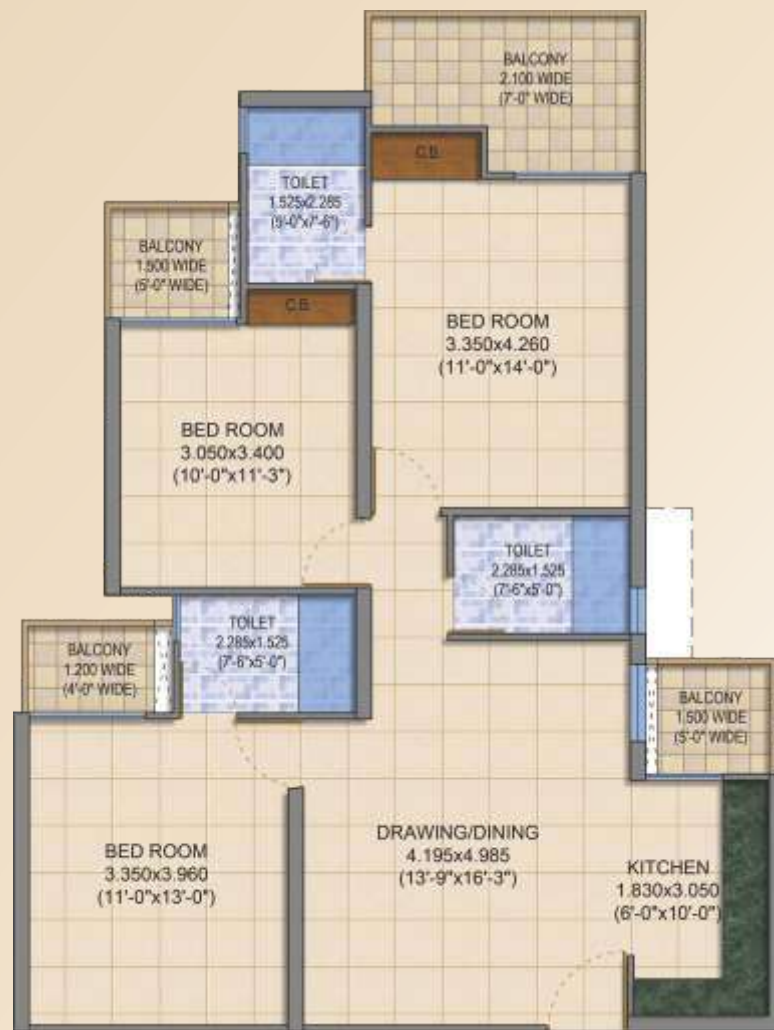 BALCONY
2.100 WIDE
(7'-0" WIDE)
C.B.
TOILET
1.525x2.285
(5'-0"x7'-6")
BALCONY
1.500 WIDE
(5'-0" WIDE)
C.B.
BED ROOM
3.350x4.260
(11'-0"x14'-0")
BED ROOM
3.050x3.400
(10'-0"x11'-3")
TOILET
2.285x1.525
(7'-6"x5'-0")
TOILET
2.285x1.525
(7'-6"x5'-0")
BALCONY
1.200 WIDE
(4'-0" WIDE)
BALCONY
1.500 WIDE
(5'-0" WIDE)
BED ROOM
3.350x3.960
(11'-0"x13'-0")
DRAWING/DINING
4.195x4.985
(13'-9"x16'-3")
KITCHEN
1.830x3.050
(6'-0"x10'-0")